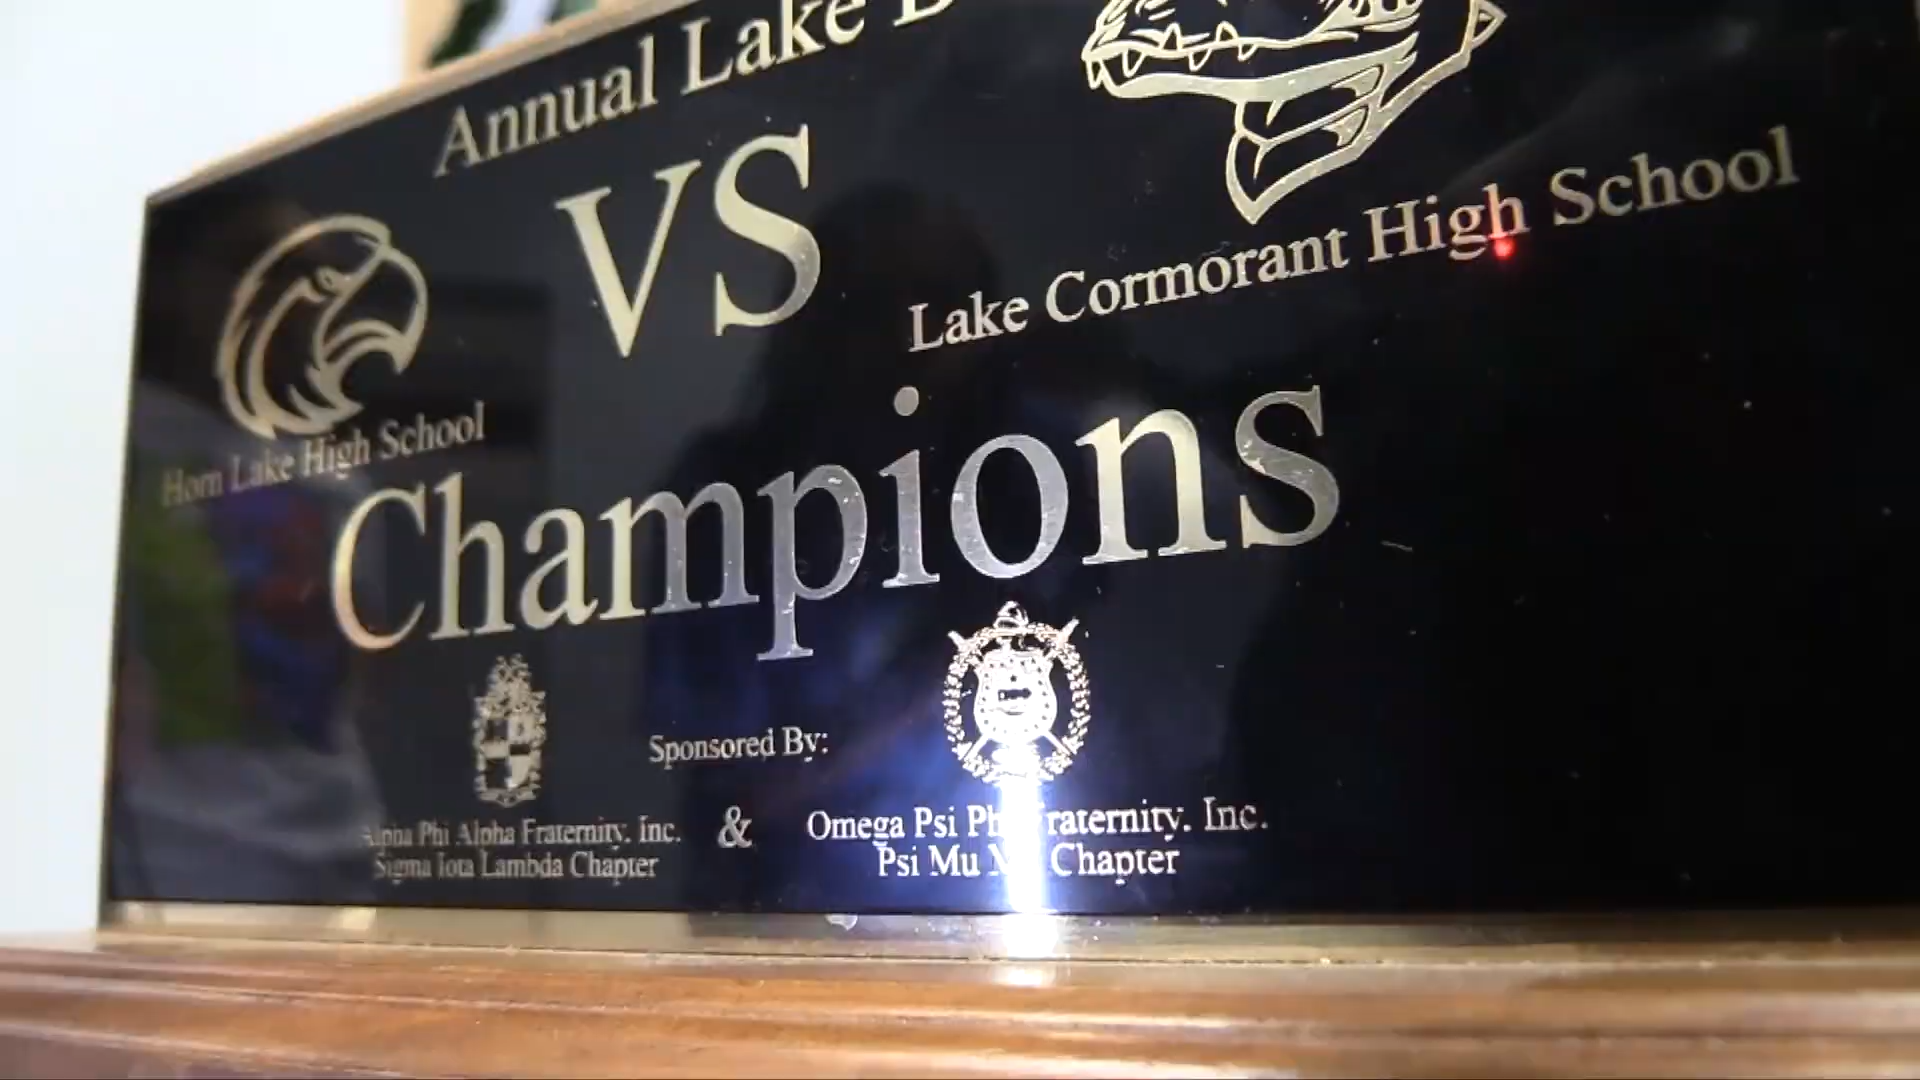 Annual Lake
VS
Lake Cormorant High School
Horn Lake High School
Champions
Sponsored By:
Alpha Phi Alpha Fraternity, Inc.
Sigma Iota Lambda Chapter
&
Omega Psi Phi Fraternity, Inc.
Psi Mu Chapter